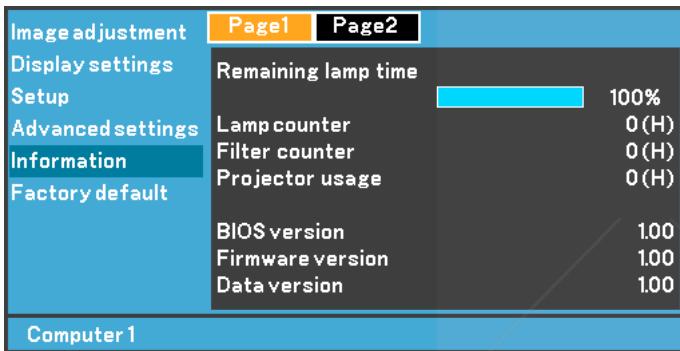 Page1 Page2
Image adjustment
Display settings
Setup
Advanced settings
Information
Factory default
Remaining lamp time
100%
Lamp counter 0(H)
Filter counter 0(H)
Projector usage 0(H)
BIOS version 1.00
Firmware version 1.00
Data version 1.00
Computer 1